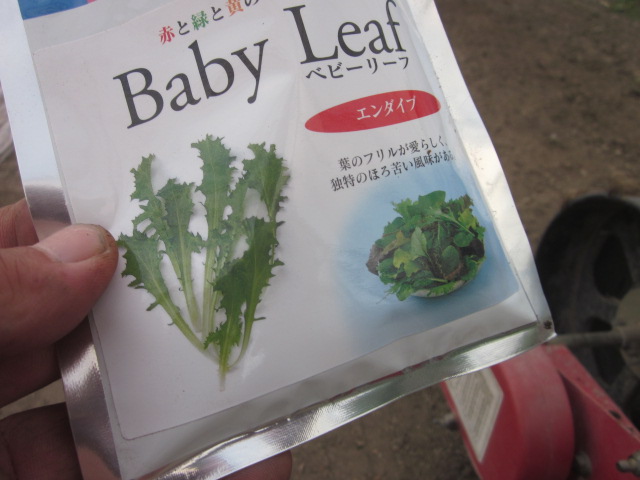 赤と緑と黄の
Baby Leaf
ベビーリーフ
エンダイブ
葉のフリルが愛らしく、
独特のほろ苦い風味があ